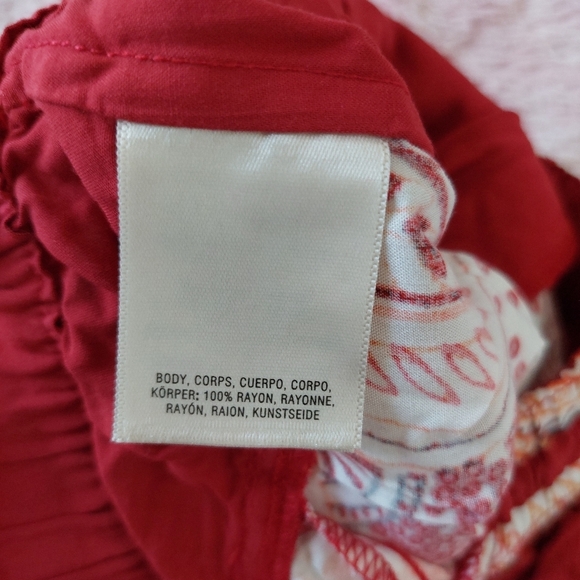 BODY, CORPS, CUERPO, CORPO,
KÖRPER: 100% RAYON, RAYONNE,
RAYÓN, RAION, KUNSTSEIDE